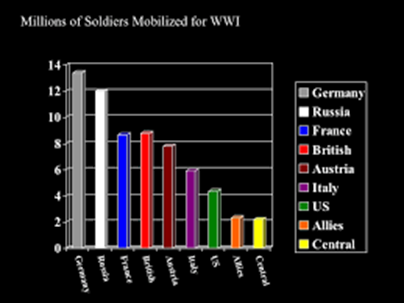 Millions of Soldiers Mobilized for WWI
14
12
10
8
6
4
2
0
Germany
Russia
France
British
Austria
Italy
US
Allies
Central
Germany
Russia
France
British
Austria
Italy
US
Allies
Central